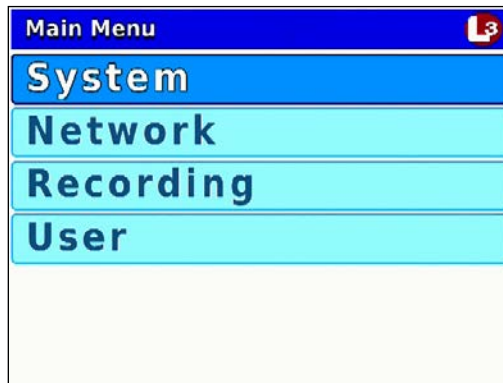 Main Menu
L3
System
Network
Recording
User